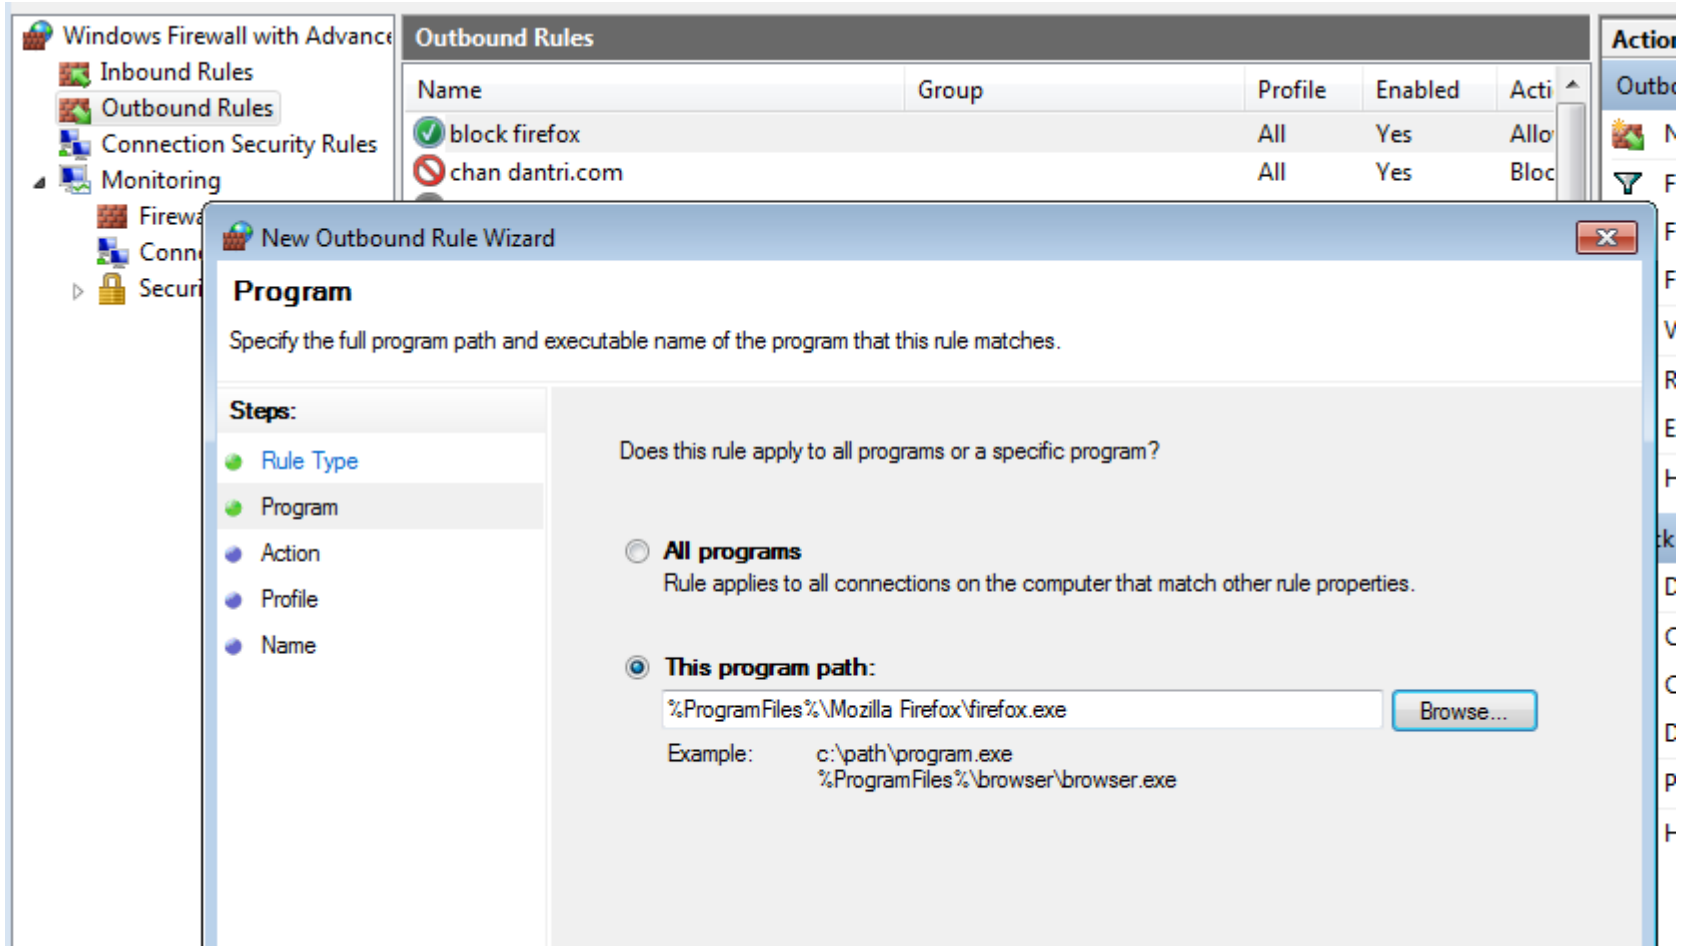 Windows Firewall with Advance
Inbound Rules
Outbound Rules
Connection Security Rules
Monitoring
Firewa
Conn
Securi
Outbound Rules
Name Group Profile Enabled Acti
block firefox All Yes Allo
chan dantri.com All Yes Bloc
Action
Outbo
N
F
F
F
V
R
E
H
:k
D
C
C
D
P
H
New Outbound Rule Wizard
Program
Specify the full program path and executable name of the program that this rule matches.
Steps:
Rule Type
Program
Action
Profile
Name
Does this rule apply to all programs or a specific program?
All programs
Rule applies to all connections on the computer that match other rule properties.
This program path:
%ProgramFiles%\Mozilla Firefox\firefox.exe
Browse...
Example: c:\path\program.exe
%ProgramFiles%\browser\browser.exe